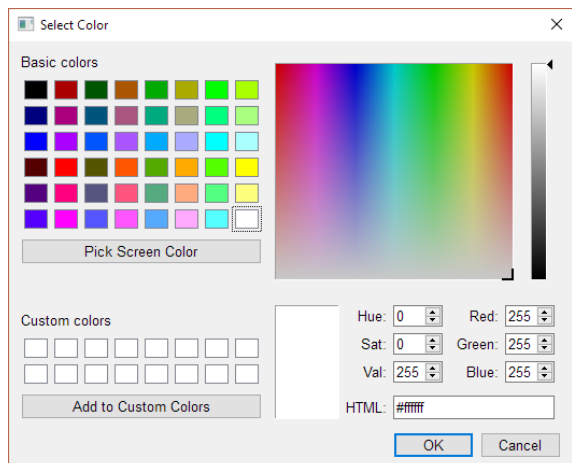 Select Color
Basic colors
Pick Screen Color
Custom colors
Add to Custom Colors
Hue: 0 Red: 255
Sat: 0 Green: 255
Val: 255 Blue: 255
HTML: #ffffff
OK Cancel